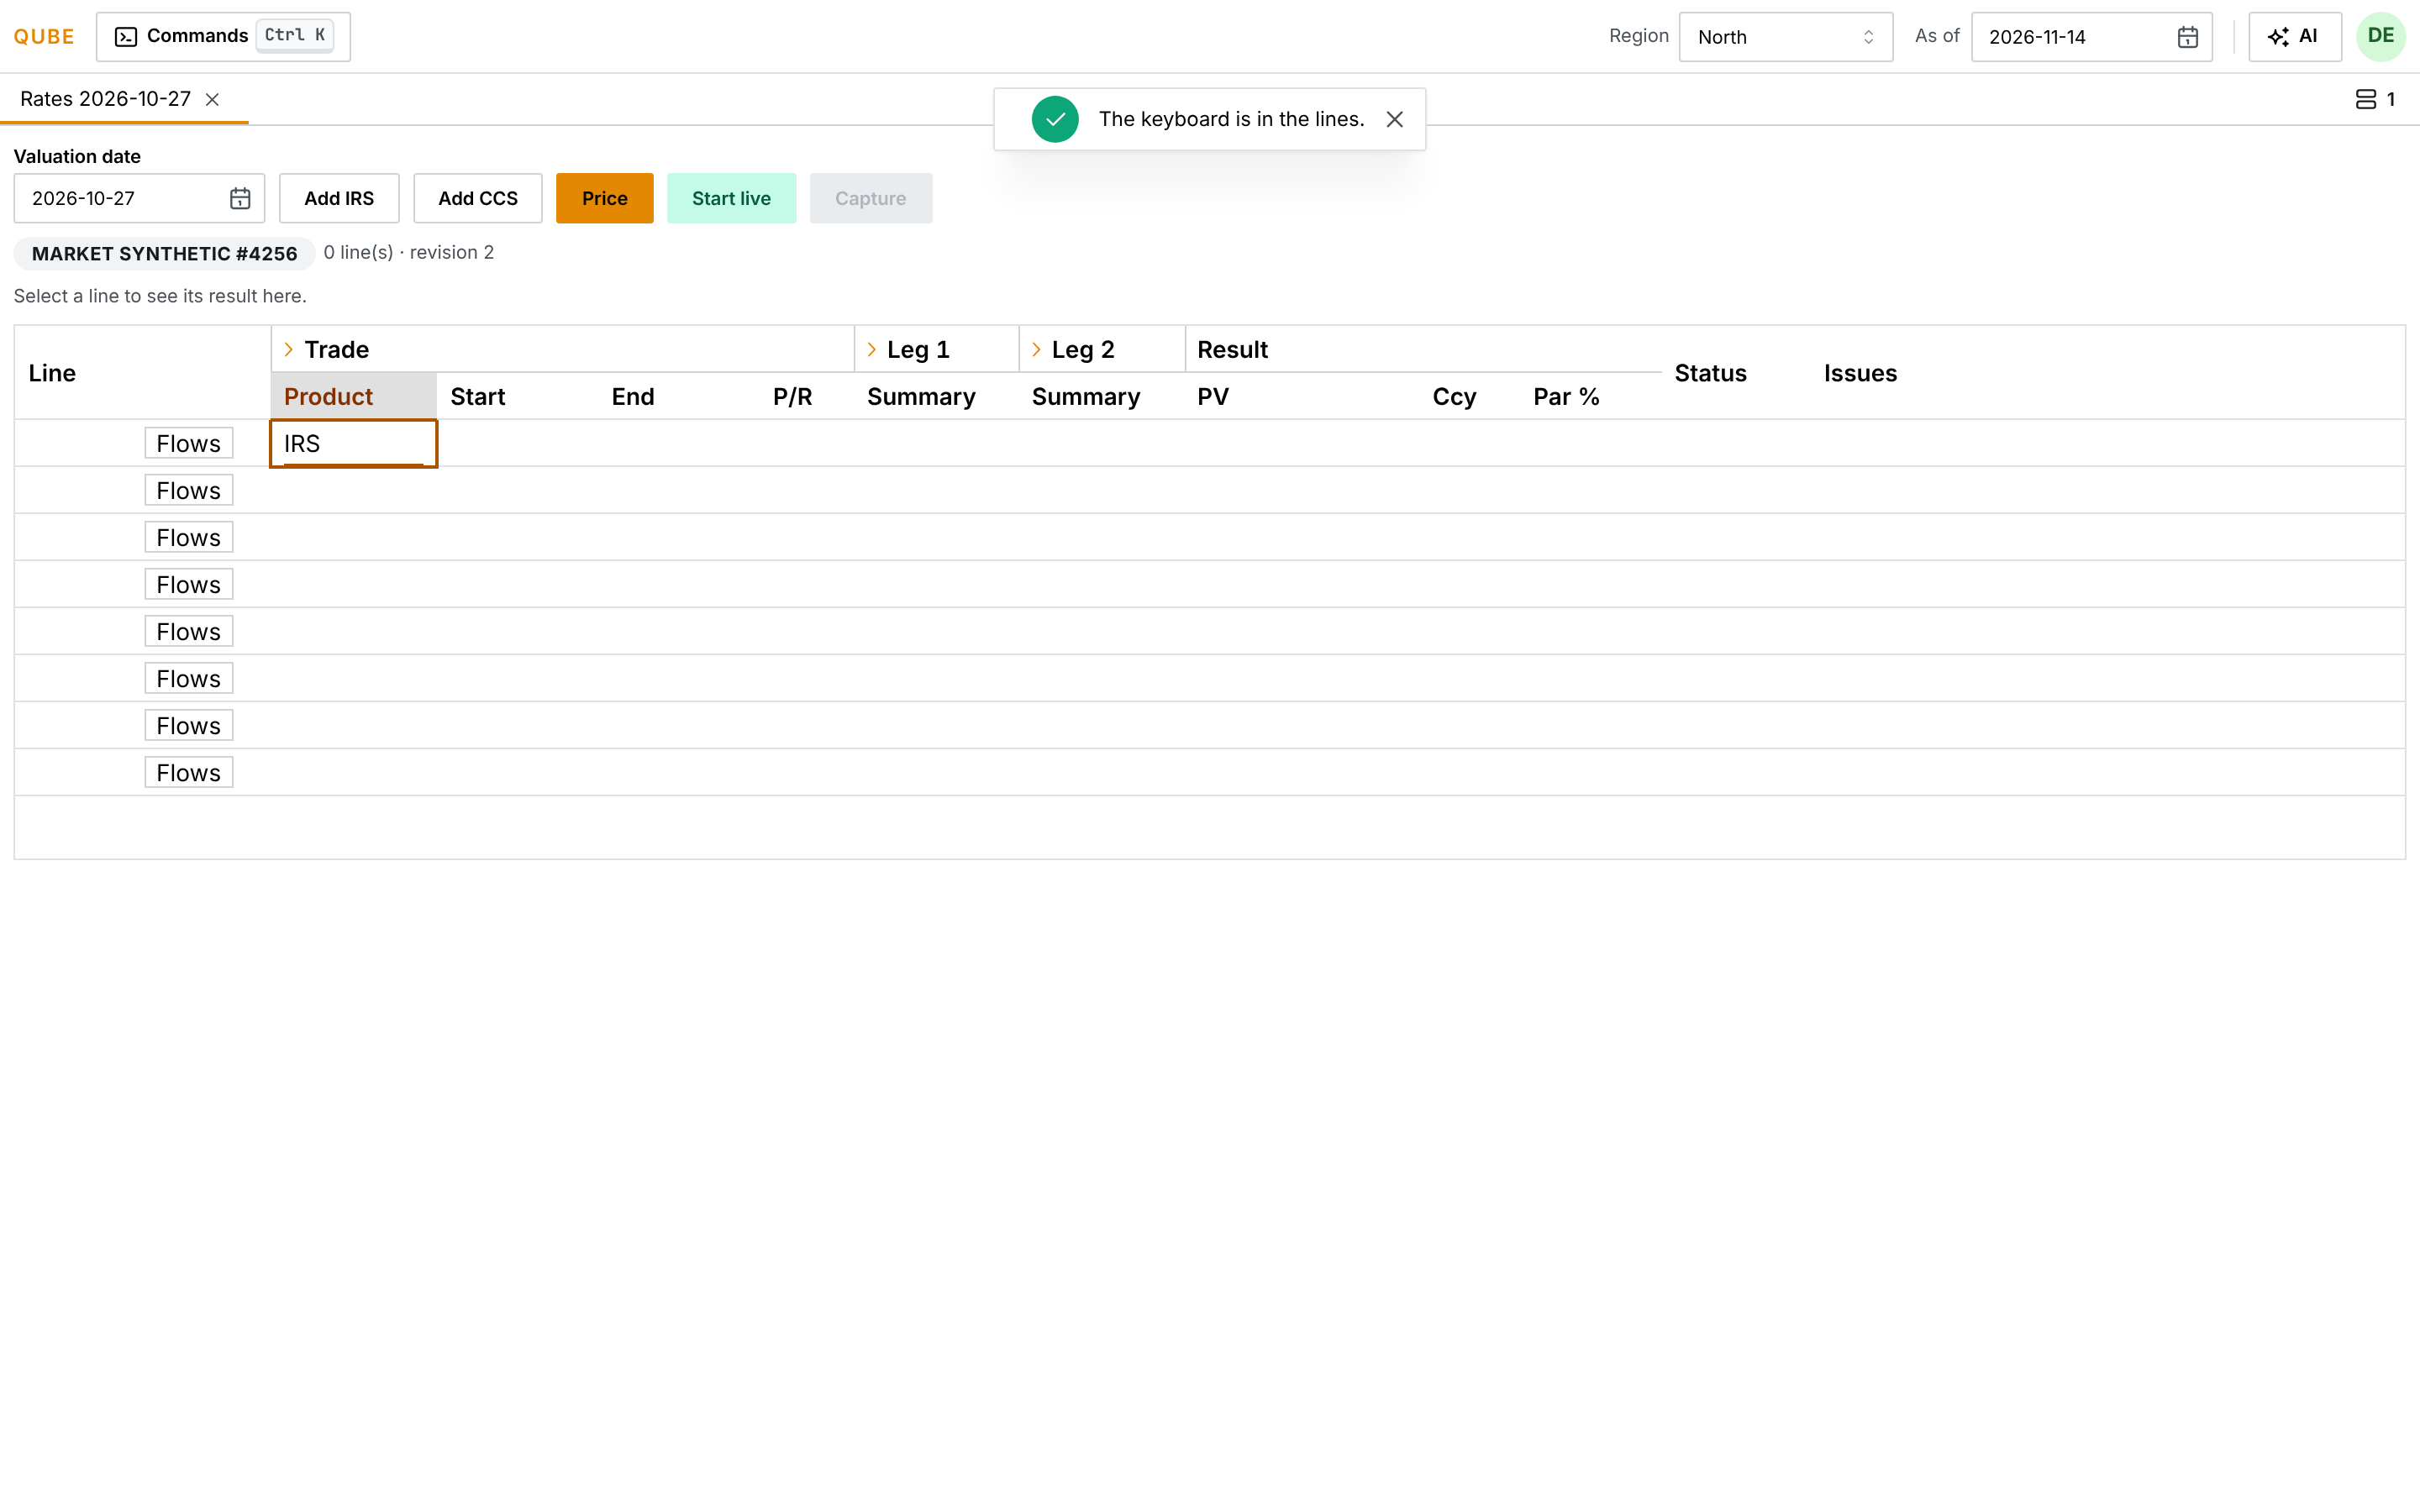 QUBE Commands Ctrl K Region North As of 2026-11-14 AI DE
Rates 2026-10-27 1
The keyboard is in the lines.
Valuation date
2026-10-27 Add IRS Add CCS Price Start live Capture
MARKET SYNTHETIC #4256 0 line(s) · revision 2
Select a line to see its result here.
Line Trade Leg 1 Leg 2 Result Status Issues
Product Start End P/R Summary Summary PV Ccy Par %
Flows IRS
Flows
Flows
Flows
Flows
Flows
Flows
Flows